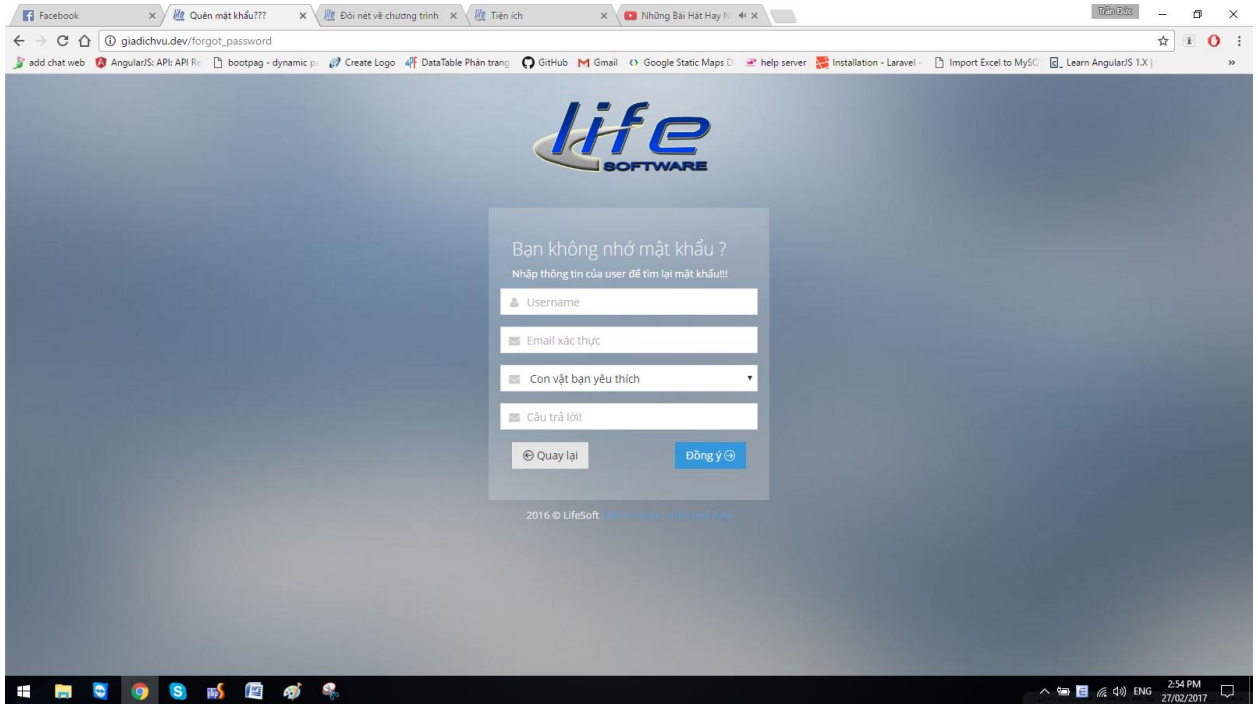 Facebook
Quên mật khẩu???
Đôi nét về chương trình
Tiện ích
Những Bài Hát Hay N
Trần Đức
giadichvu.dev/forgot_password
add chat web
AngularJS: API: API Re
bootpag - dynamic p
Create Logo
DataTable Phân trang
GitHub
Gmail
Google Static Maps D
help server
Installation - Laravel -
Import Excel to MySQ
Learn AngularJS 1.X |
»
life
SOFTWARE
Bạn không nhớ mật khẩu ?
Nhập thông tin của user để tìm lại mật khẩu!!!
Username
Email xác thực
Con vật bạn yêu thích
Câu trả lời!
Quay lại
Đồng ý
2016 © LifeSoft
ENG
2:54 PM
27/02/2017